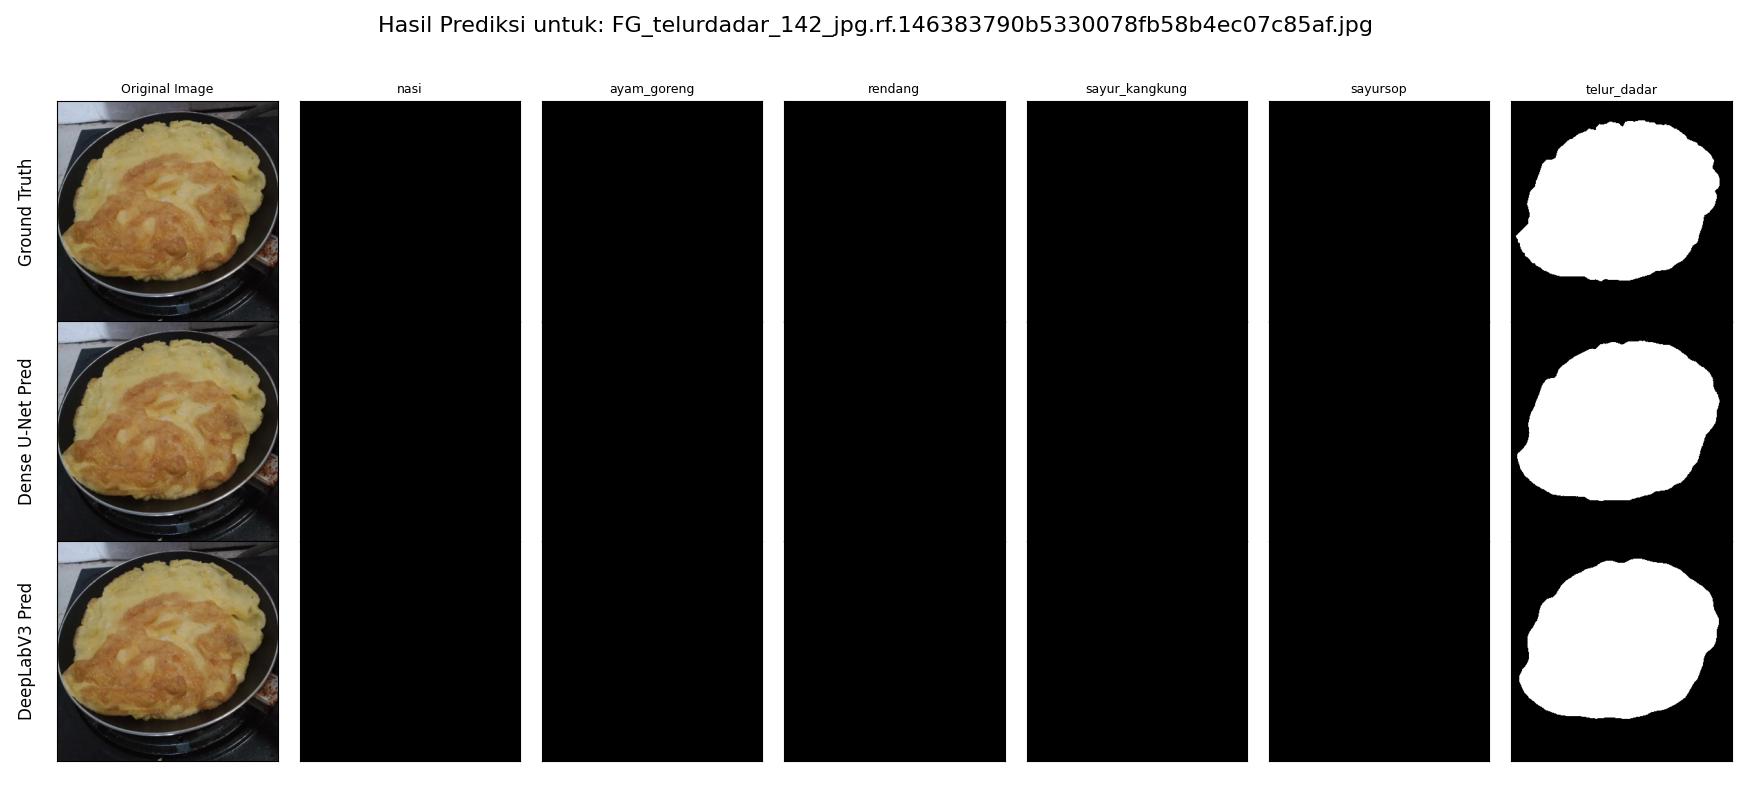 Hasil Prediksi untuk: FG_telurdadar_142_jpg.rf.146383790b5330078fb58b4ec07c85af.jpg
Original Image
nasi
ayam_goreng
rendang
sayur_kangkung
sayursop
telur_dadar
Ground Truth
Dense U-Net Pred
DeepLabV3 Pred